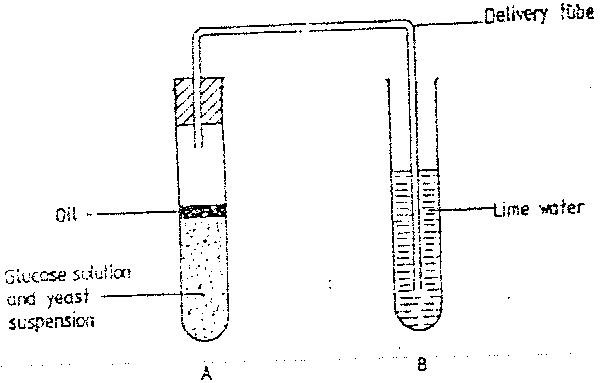 Delivery tube
Oil
Lime water
Glucose solution
and yeast
suspension
A
B